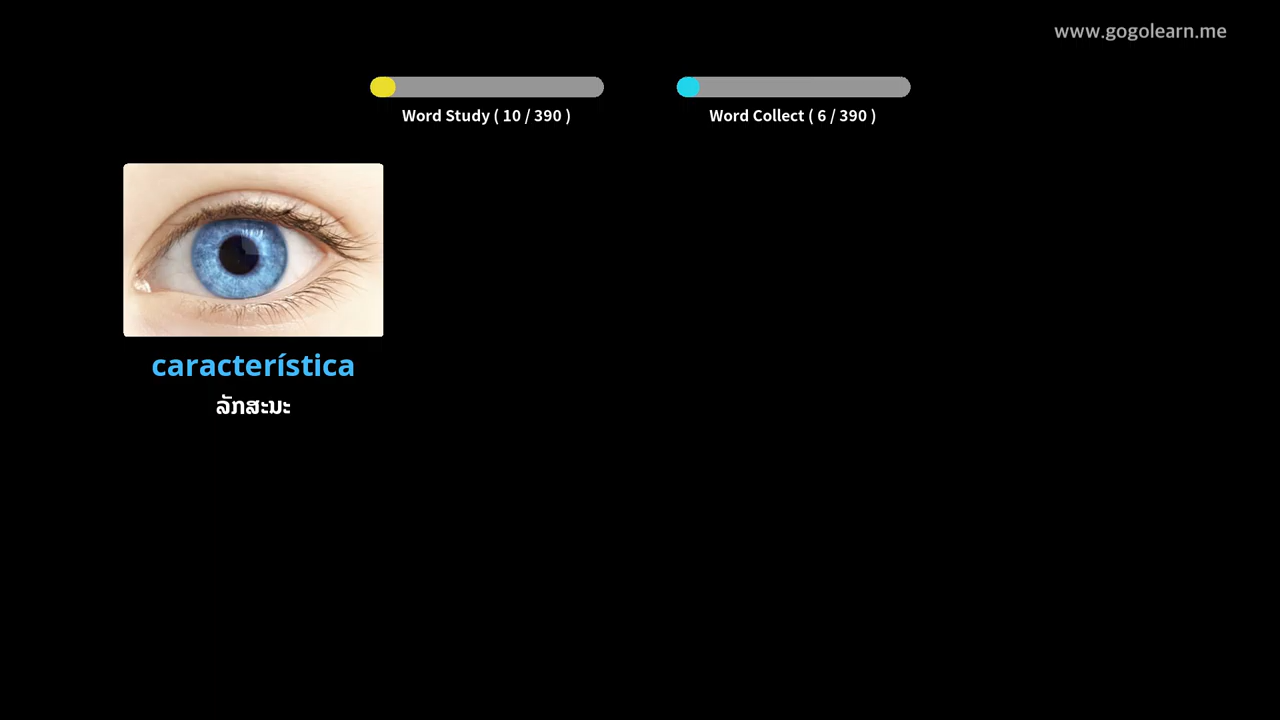 www.gogolearn.me
Word Study ( 10 / 390 )
Word Collect ( 6 / 390 )
característica
ລັກສະນະ